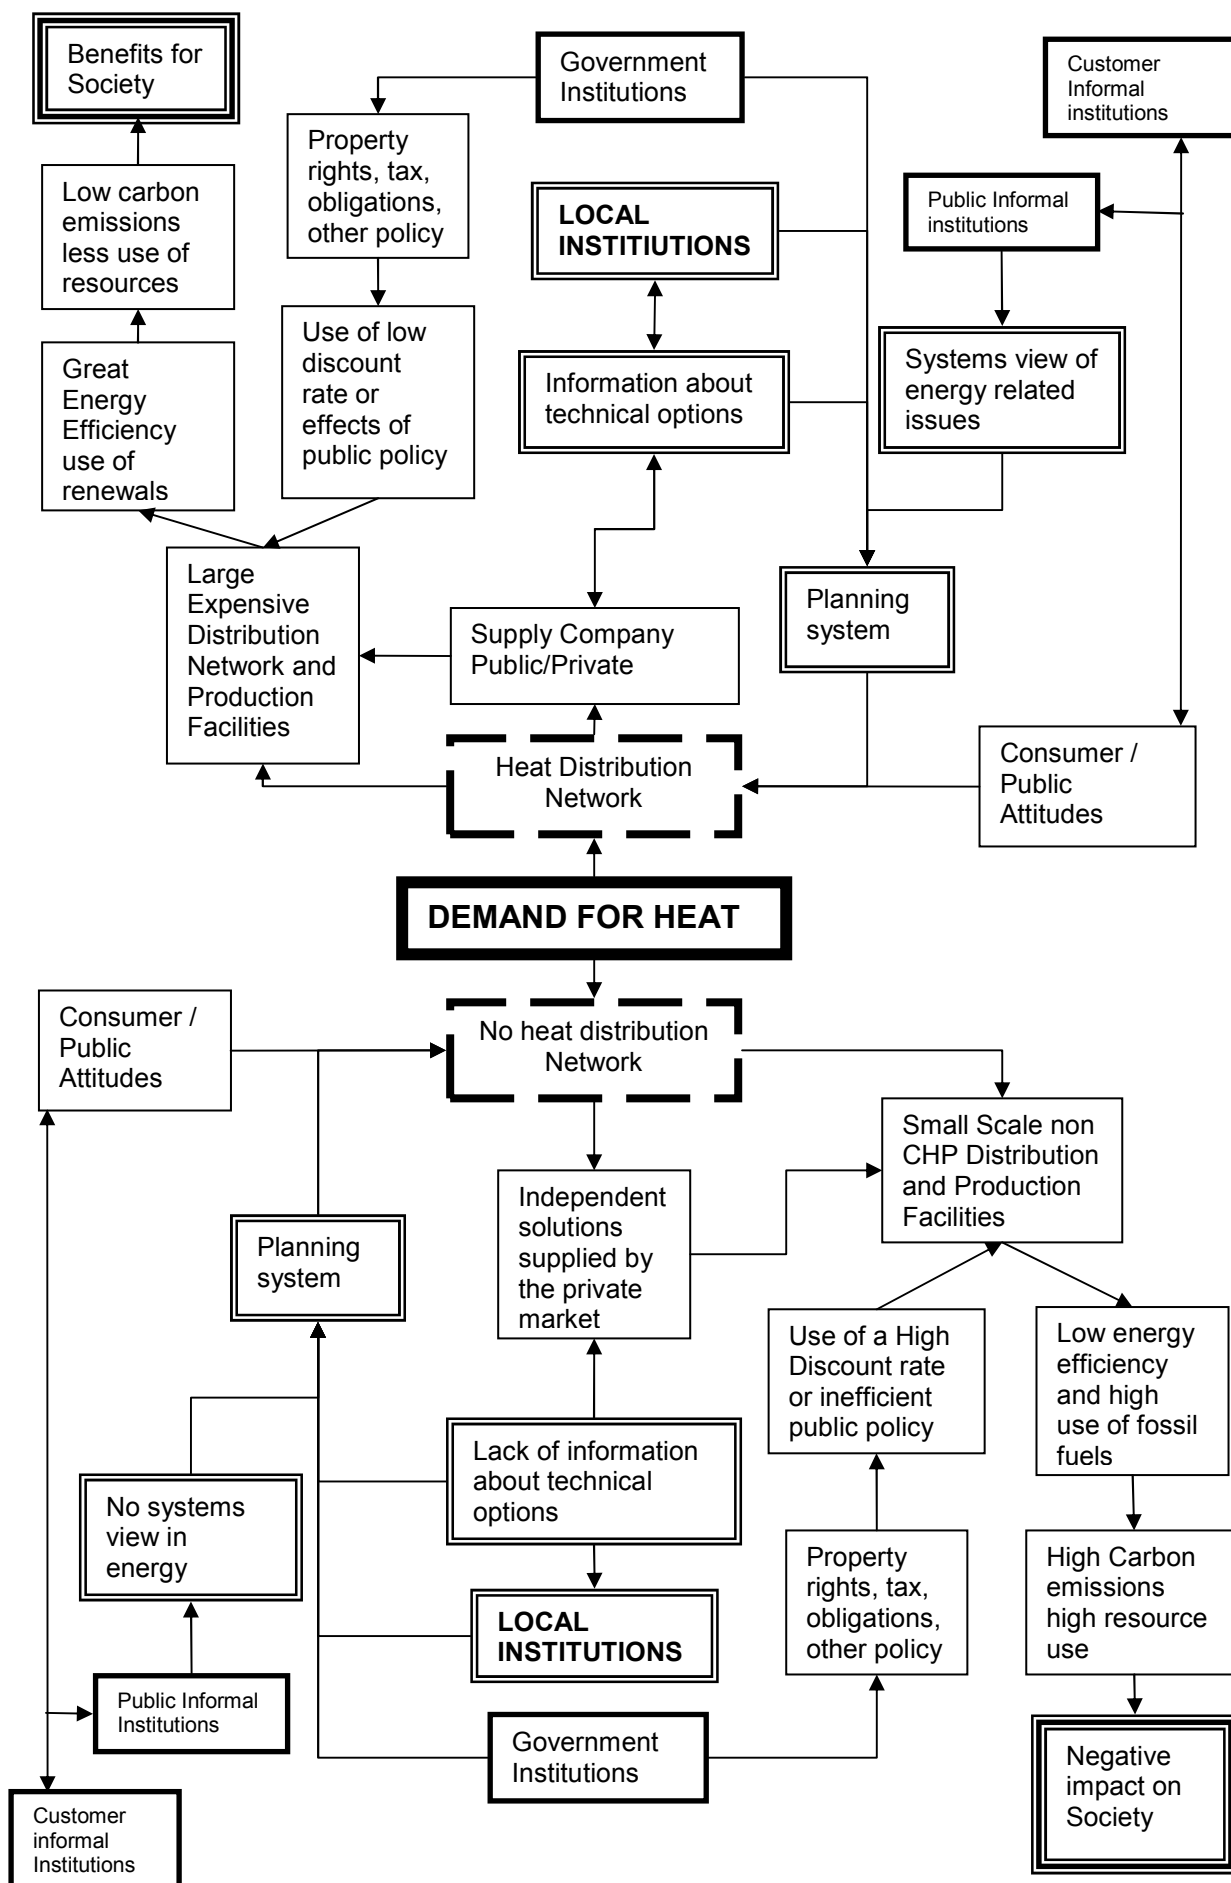 Benefits for
Society
Government
Institutions
Customer
Informal
institutions
Property
rights, tax,
obligations,
other policy
Low carbon
emissions
less use of
resources
LOCAL
INSTITIUTIONS
Public Informal
institutions
Use of low
discount
rate or
effects of
public policy
Great
Energy
Efficiency
use of
renewals
Information about
technical options
Systems view of
energy related
issues
Large
Expensive
Distribution
Network and
Production
Facilities
Supply Company
Public/Private
Planning
system
Heat Distribution
Network
Consumer /
Public
Attitudes
DEMAND FOR HEAT
Consumer /
Public
Attitudes
No heat distribution
Network
Small Scale non
CHP Distribution
and Production
Facilities
Independent
solutions
supplied by
the private
market
Planning
system
Use of a High
Discount rate
or inefficient
public policy
Low energy
efficiency
and high
use of fossil
fuels
Lack of information
about technical
options
No systems
view in
energy
Property
rights, tax,
obligations,
other policy
High Carbon
emissions
high resource
use
LOCAL
INSTITUTIONS
Public Informal
Institutions
Government
Institutions
Negative
impact on
Society
Customer
informal
Institutions